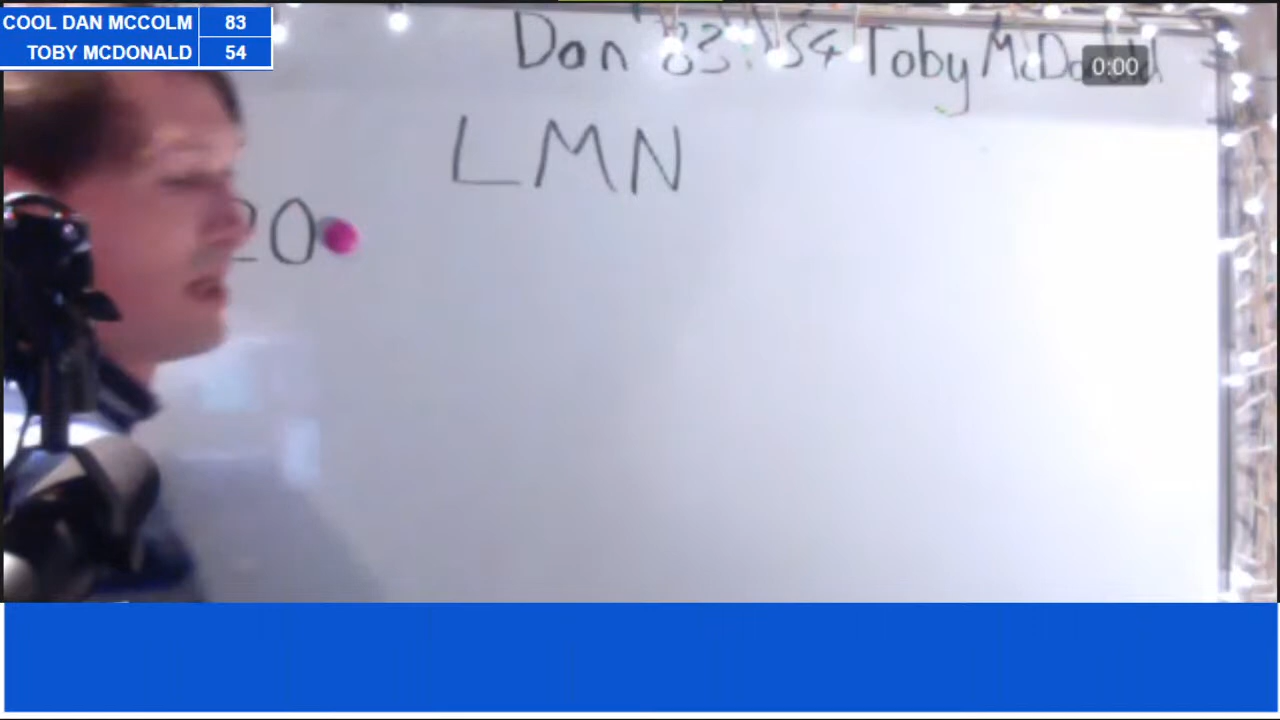 COOL DAN MCCOLM 83
TOBY MCDONALD 54
Dan 83:54 Toby McDonald
0:00
LMN
20